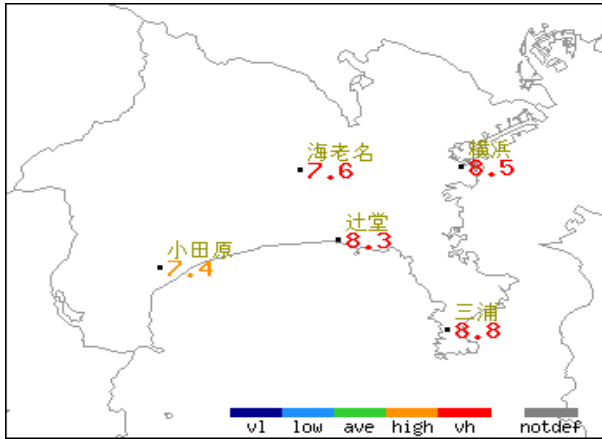 海老名
7.6
横浜
8.5
辻堂
8.3
小田原
7.4
三浦
8.8
vl low ave high vh notdef